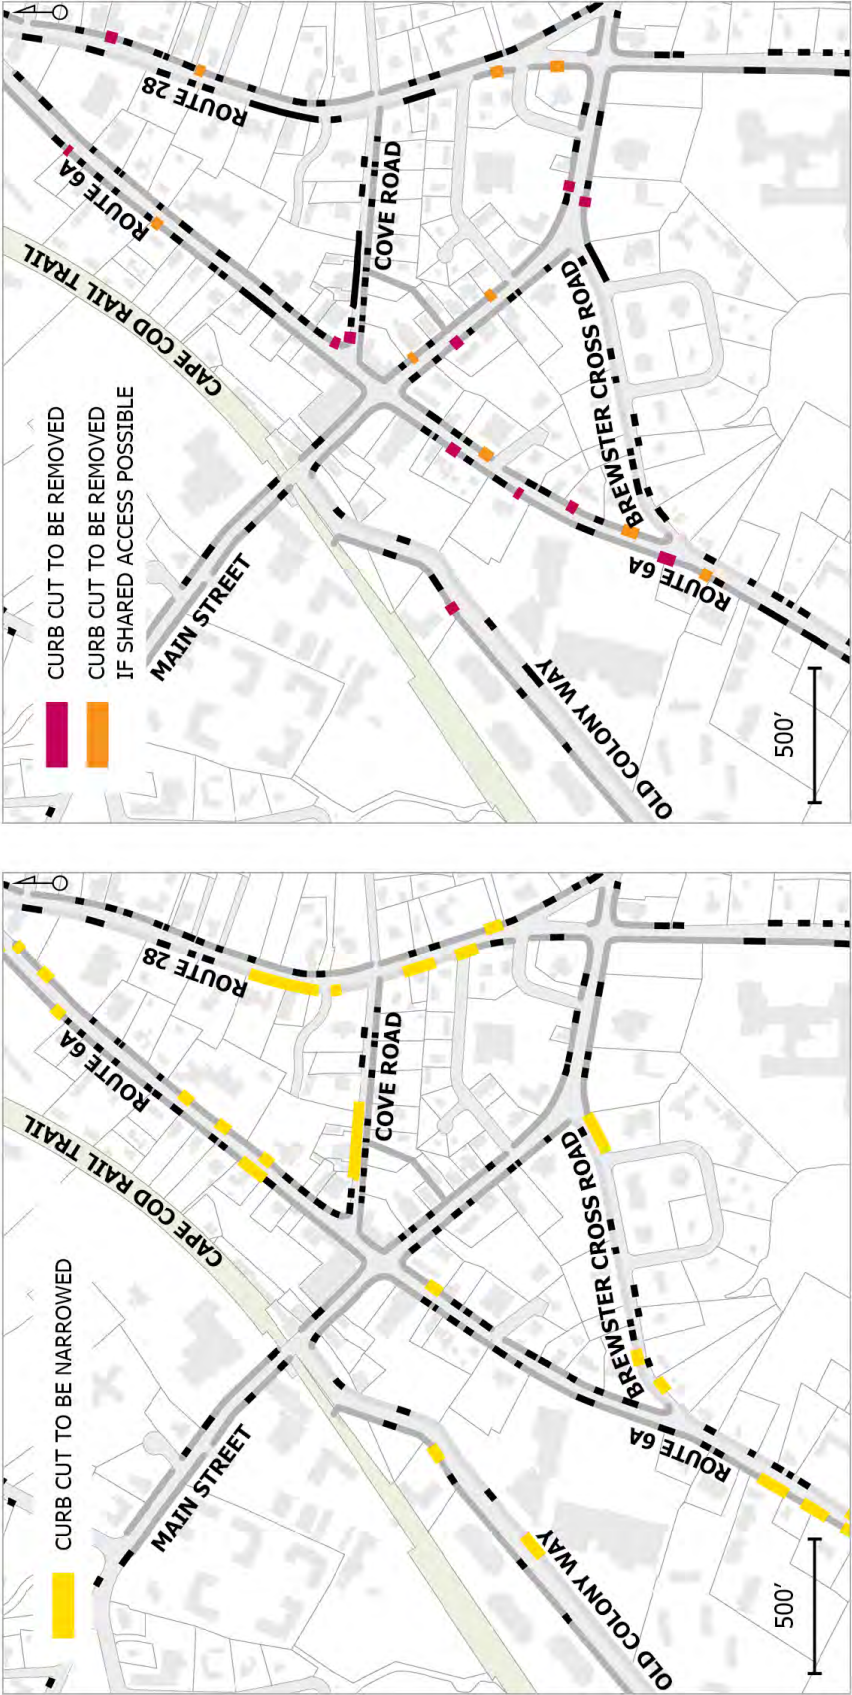 CURB CUT TO BE REMOVED
CURB CUT TO BE REMOVED
IF SHARED ACCESS POSSIBLE
ROUTE 28
ROUTE 6A
CAPE COD RAIL TRAIL
COVE ROAD
BREWSTER CROSS ROAD
MAIN STREET
ROUTE 6A
OLD COLONY WAY
500'
CURB CUT TO BE NARROWED
ROUTE 28
ROUTE 6A
CAPE COD RAIL TRAIL
COVE ROAD
BREWSTER CROSS ROAD
MAIN STREET
ROUTE 6A
OLD COLONY WAY
500'